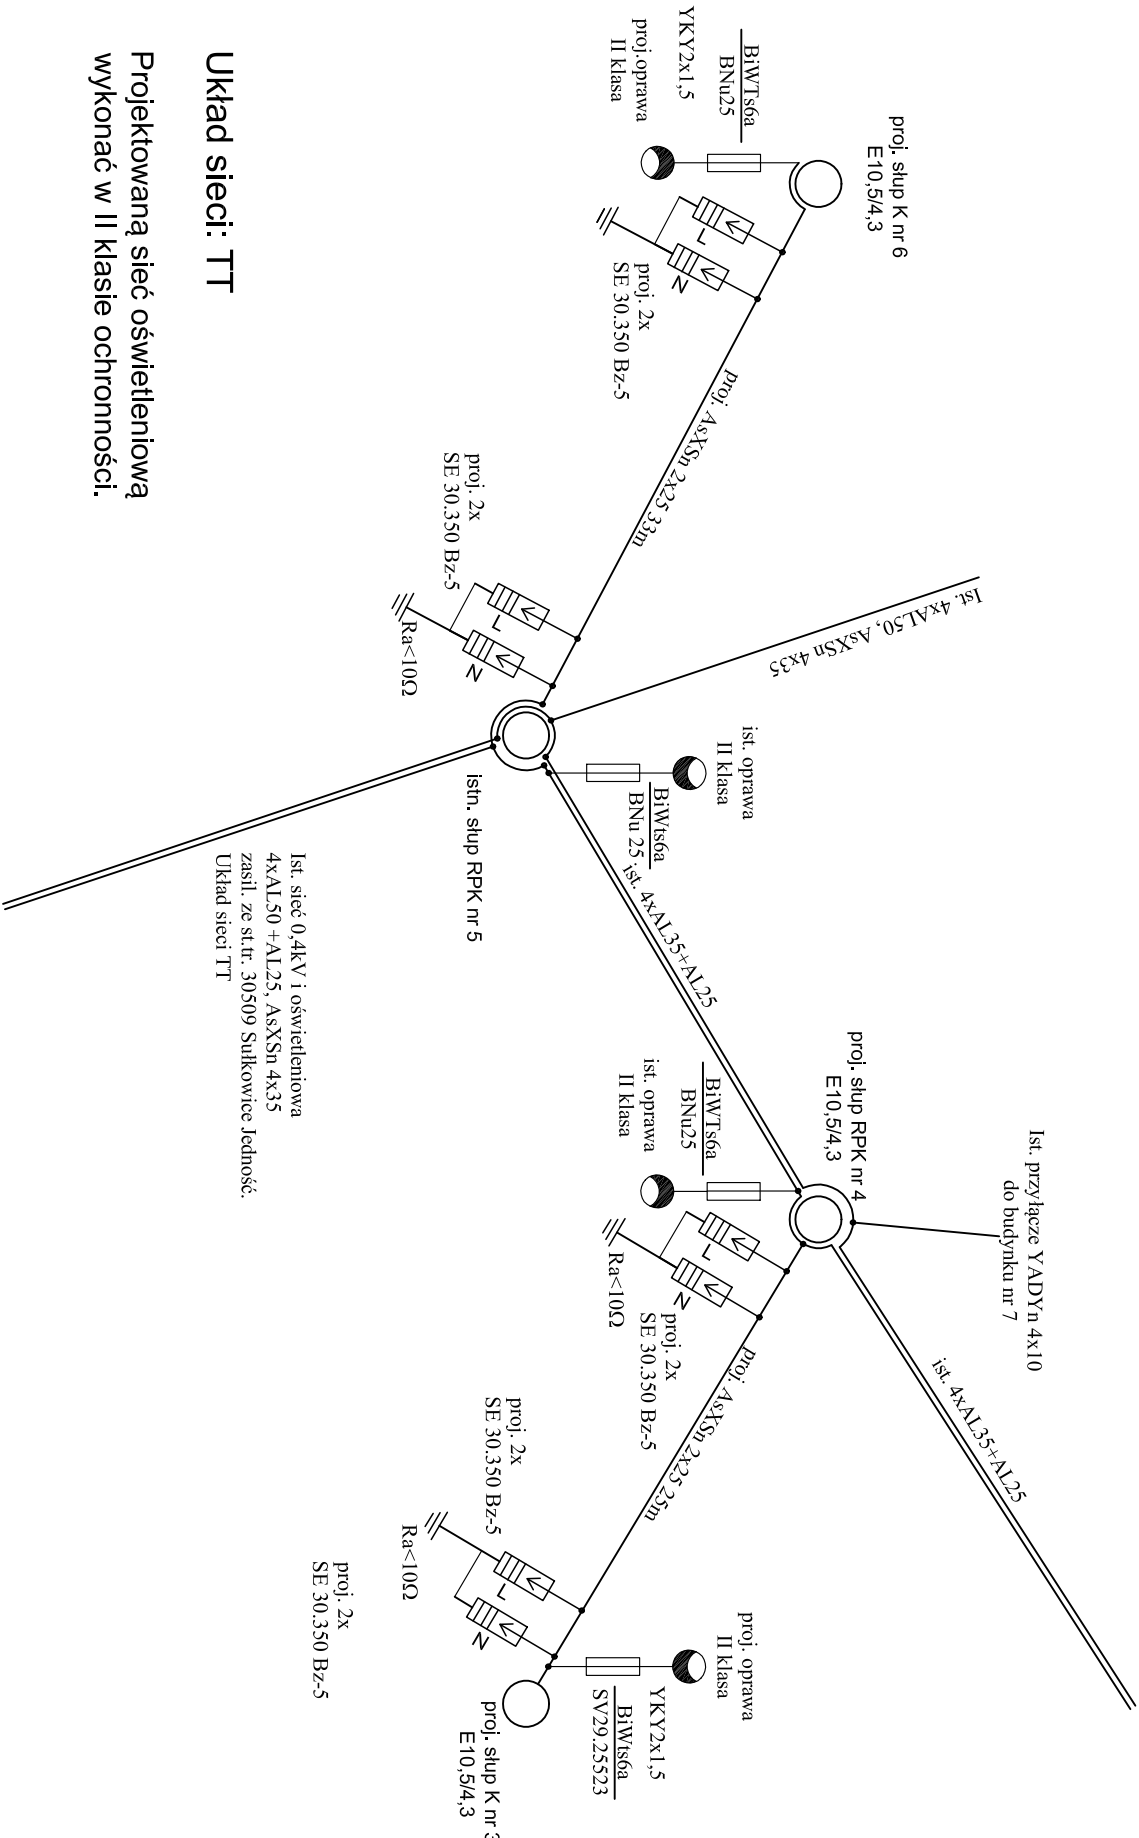 proj. słup K nr 6
E10,5/4,3
BiWTs6a
BNu25
YKY2x1,5
proj.oprawa
II klasa
L
N
proj. 2x
SE 30.350 Bz-5
proj. AsXSn 2x25 33m
proj. 2x
SE 30.350 Bz-5
L
N
Ra<10Ω
Ist. 4xAL50, AsXSn 4x35
ist. oprawa
II klasa
BiWts6a
BNu 25
istn. słup RPK nr 5
ist. 4xAL35+AL25
Ist. sieć 0,4kV i oświetleniowa
4xAL50 +AL25, AsXSn 4x35
zasil. ze st.tr. 30509 Sułkowice Jedność.
Układ sieci TT
proj. słup RPK nr 4
E10,5/4,3
BiWTs6a
BNu25
ist. oprawa
II klasa
Ist. przyłącze YADYn 4x10
do budynku nr 7
L
N
Ra<10Ω
proj. 2x
SE 30.350 Bz-5
ist. 4xAL35+AL25
proj. AsXSn 2x25 25m
proj. 2x
SE 30.350 Bz-5
L
N
Ra<10Ω
proj. 2x
SE 30.350 Bz-5
proj. oprawa
II klasa
YKY2x1,5
BiWts6a
SV29.25523
proj. słup K nr 3
E10,5/4,3
Układ sieci: TT
Projektowaną sieć oświetleniową
wykonać w II klasie ochronności.